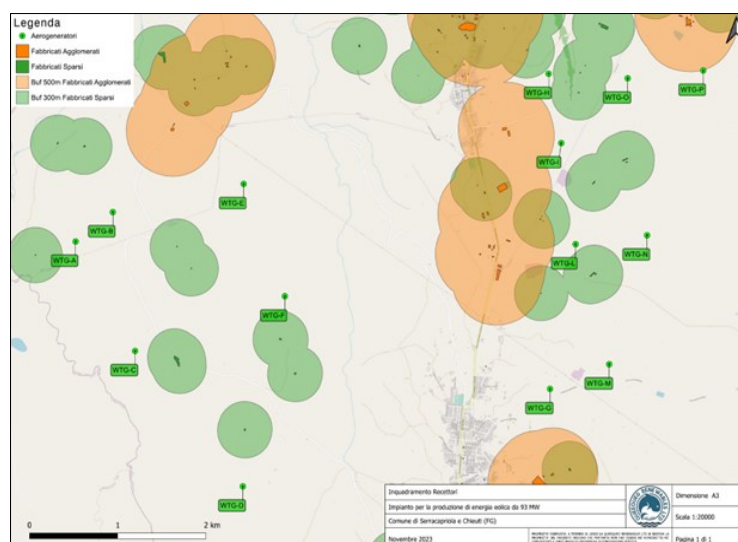 Legenda
Aerogeneratori
Fabbricati Agglomerati
Fabbricati Sparsi
Buf 500m Fabbricati Agglomerati
Buf 300m Fabbricati Sparsi
WTG-H
WTG-O
WTG-P
WTG-I
WTG-E
WTG-B
WTG-A
WTG-L
WTG-N
WTG-F
WTG-C
WTG-M
WTG-G
WTG-D
0 1 2 km
Inquadramento Recettori
Impianto per la produzione di energia eolica da 93 MW
Comune di Serracapriola e Chieuti (FG)
Novembre 2023
Dimensione A3
Scala 1:20000
Pagina 1 di 1